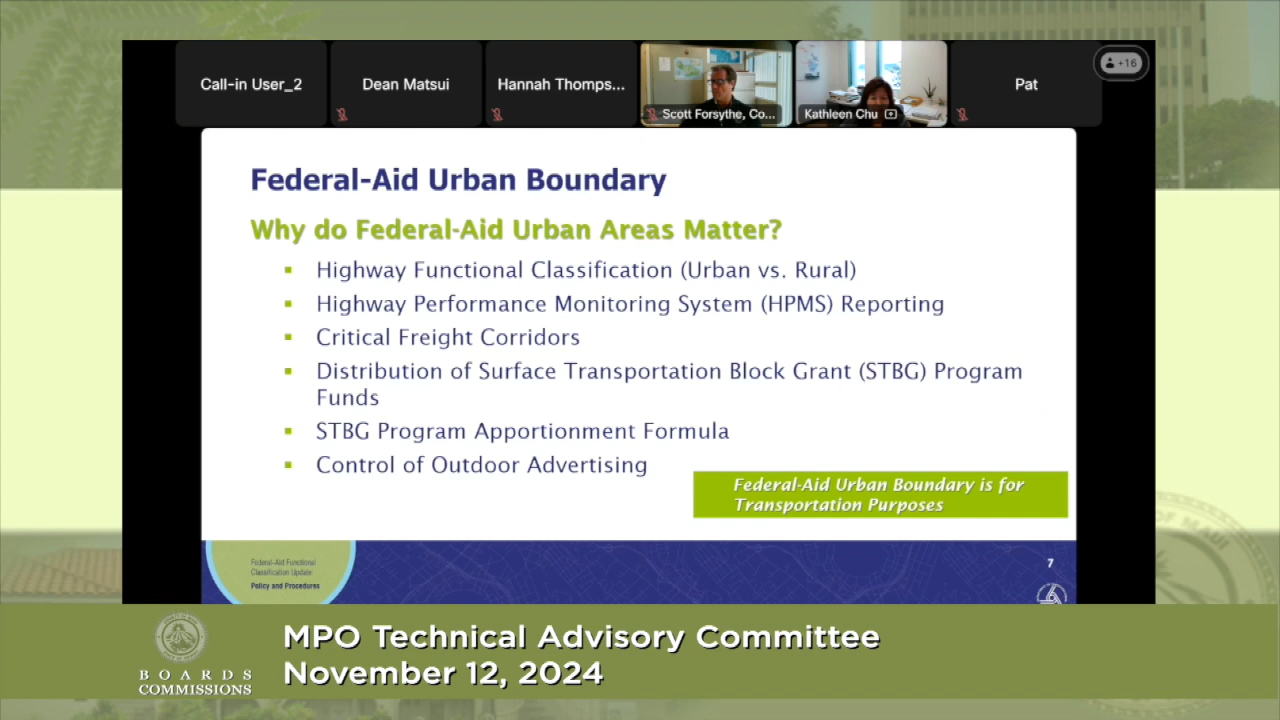 Call-in User_2
Dean Matsui
Hannah Thomps...
Scott Forsythe, Co...
Kathleen Chu
Pat
+16
Federal-Aid Urban Boundary
Why do Federal-Aid Urban Areas Matter?
Highway Functional Classification (Urban vs. Rural)
Highway Performance Monitoring System (HPMS) Reporting
Critical Freight Corridors
Distribution of Surface Transportation Block Grant (STBG) Program
Funds
STBG Program Apportionment Formula
Control of Outdoor Advertising
Federal-Aid Urban Boundary is for
Transportation Purposes
Federal-Aid Functional
Classification Update:
Policy and Procedures
7
BOARDS
COMMISSIONS
MPO Technical Advisory Committee
November 12, 2024